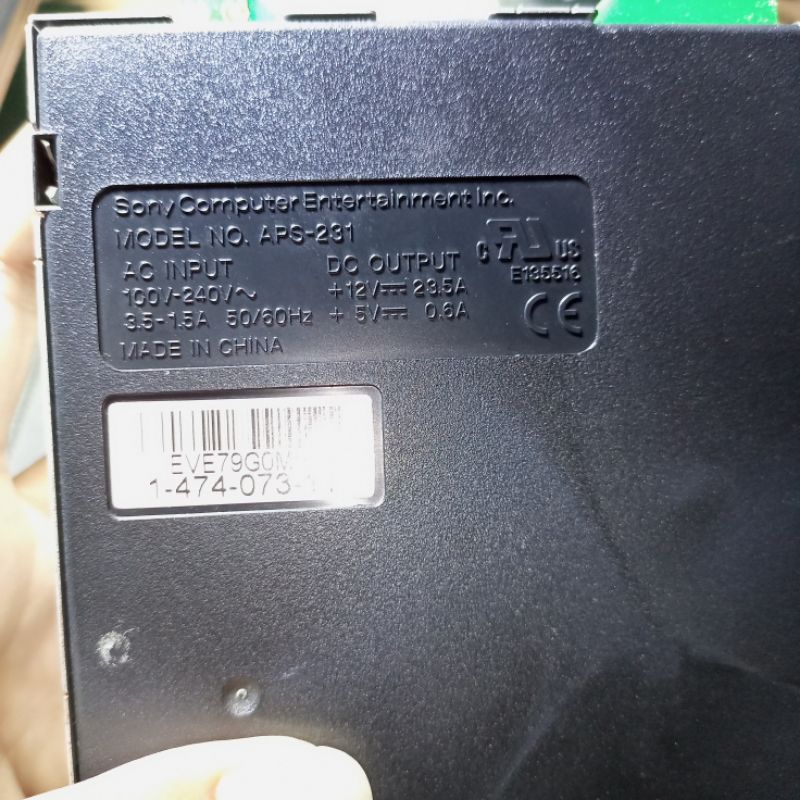 Sony Computer Entertainment Inc.
MODEL NO. APS-231
AC INPUT
100V-240V~
3.5-1.5A 50/60Hz
DC OUTPUT
+12V⎓ 23.5A
+ 5V⎓ 0.6A
MADE IN CHINA
C UR US
E135516
CE
EVE79G0M
1-474-073-